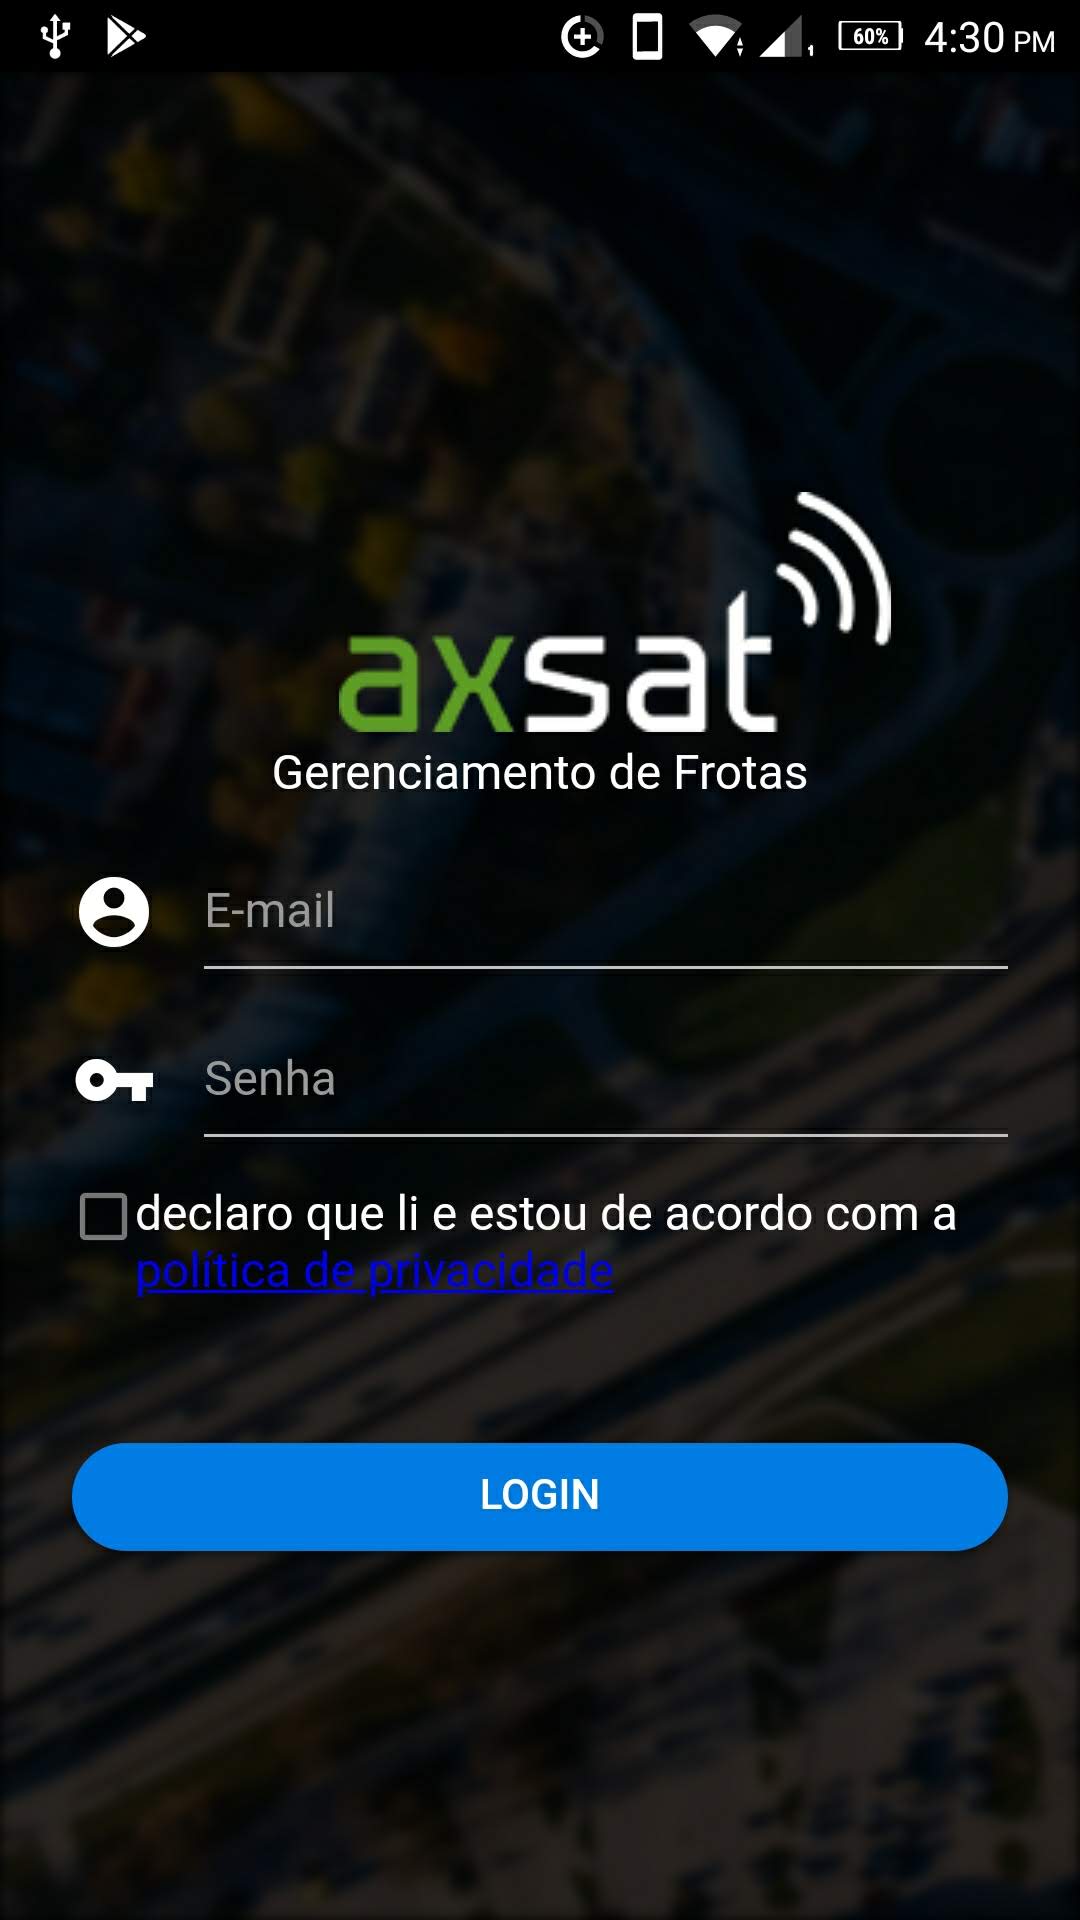 60%
4:30 PM
axsat
Gerenciamento de Frotas
E-mail
Senha
declaro que li e estou de acordo com a
política de privacidade
LOGIN